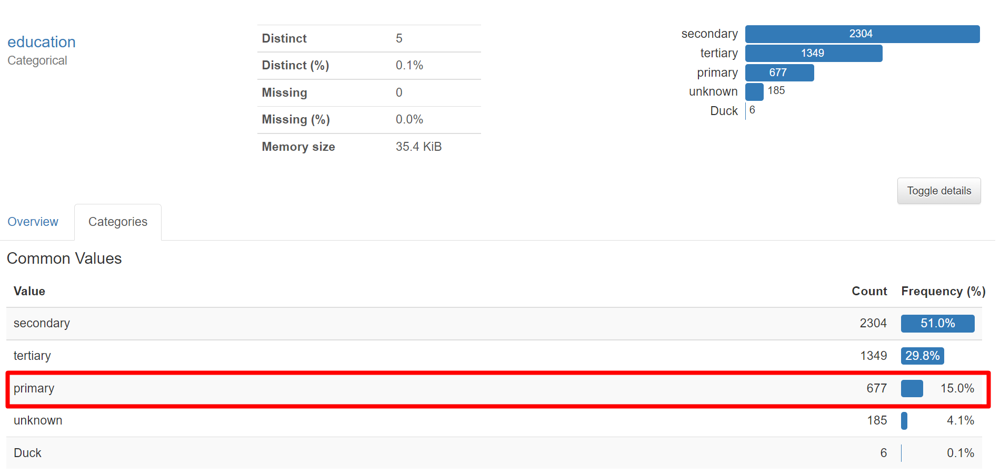 education
Categorical
Distinct 5
Distinct (%) 0.1%
Missing 0
Missing (%) 0.0%
Memory size 35.4 KiB
secondary 2304
tertiary 1349
primary 677
unknown 185
Duck 6
Toggle details
Overview Categories
Common Values
Value Count Frequency (%)
secondary 2304 51.0%
tertiary 1349 29.8%
primary 677 15.0%
unknown 185 4.1%
Duck 6 0.1%